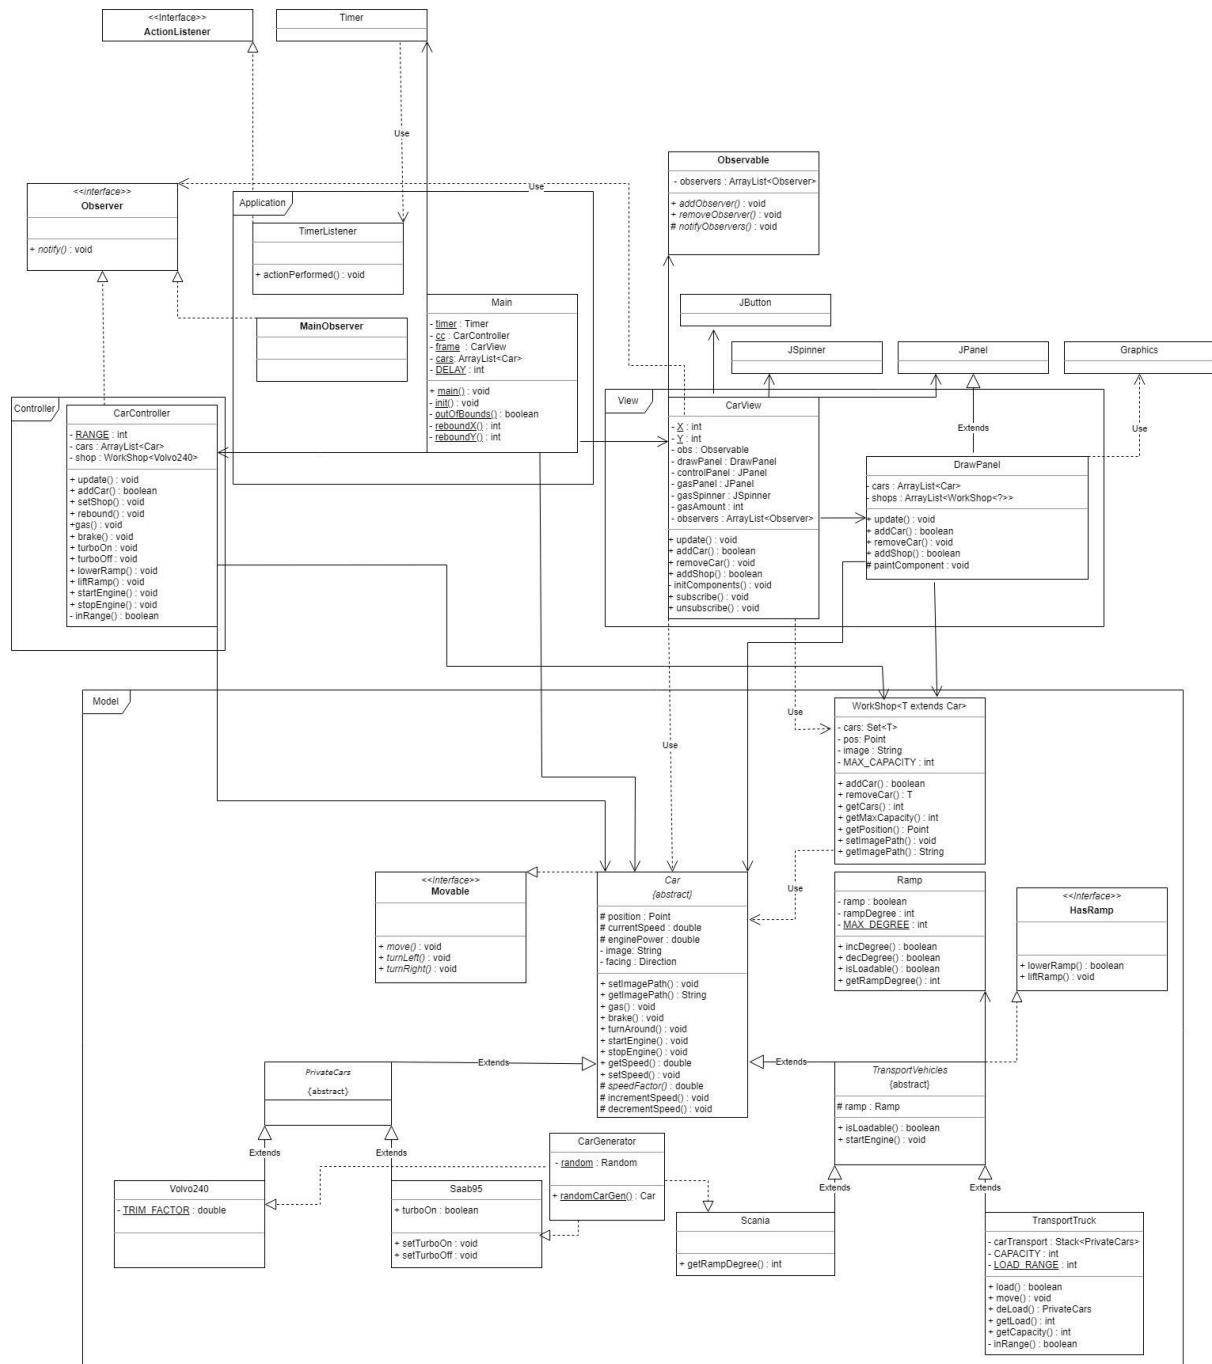 <<Interface>>
ActionListener
Timer
Use
Observable
- observers : ArrayList<Observer>
+ addObserver() : void
+ removeObserver() : void
# notifyObservers() : void
<<interface>>
Observer
+ notify() : void
Use
Application
TimerListener
+ actionPerformed() : void
MainObserver
Main
- timer : Timer
- cc : CarController
- frame : CarView
- cars: ArrayList<Car>
- DELAY : int
+ main() : void
- init() : void
- outOfBounds() : boolean
- reboundX() : int
- reboundY() : int
JButton
JSpinner
JPanel
Graphics
Extends
Use
Controller
CarController
- RANGE : int
- cars : ArrayList<Car>
- shop : WorkShop<Volvo240>
+ update() : void
+ addCar() : boolean
+ setShop() : void
+ rebound() : void
+gas() : void
+ brake() : void
+ turboOn : void
+ turboOff : void
+ lowerRamp() : void
+ liftRamp() : void
+ startEngine() : void
+ stopEngine() : void
- inRange() : boolean
View
CarView
- X : int
- Y : int
- obs : Observable
- drawPanel : DrawPanel
- controlPanel : JPanel
- gasPanel : JPanel
- gasSpinner : JSpinner
- gasAmount : int
- observers : ArrayList<Observer>
+ update() : void
+ addCar() : boolean
+ removeCar() : void
+ addShop() : boolean
- initComponents() : void
+ subscribe() : void
+ unsubscribe() : void
DrawPanel
- cars : ArrayList<Car>
- shops : ArrayList<WorkShop<?>>
+ update() : void
+ addCar() : boolean
+ removeCar() : void
+ addShop() : boolean
# paintComponent : void
Model
Use
Use
WorkShop<T extends Car>
- cars: Set<T>
- pos: Point
- image : String
- MAX_CAPACITY : int
+ addCar() : boolean
+ removeCar() : T
+ getCars() : int
+ getMaxCapacity() : int
+ getPosition() : Point
+ setImagePath() : void
+ getImagePath() : String
Use
<<Interface>>
Movable
+ move() : void
+ turnLeft() : void
+ turnRight() : void
Car
{abstract}
# position : Point
# currentSpeed : double
# enginePower : double
- image: String
- facing : Direction
+ setImagePath() : void
+ getImagePath() : String
+ gas() : void
+ brake() : void
+ turnAround() : void
+ startEngine() : void
+ stopEngine() : void
+ getSpeed() : double
+ setSpeed() : void
# speedFactor() : double
# incrementSpeed() : void
# decrementSpeed() : void
Ramp
- ramp : boolean
- rampDegree : int
- MAX_DEGREE : int
+ incDegree() : boolean
+ decDegree() : boolean
+ isLoadable() : boolean
+ getRampDegree() : int
<<Interface>>
HasRamp
+ lowerRamp() : boolean
+ liftRamp() : void
Extends
Extends
PrivateCars
{abstract}
TransportVehicles
{abstract}
# ramp : Ramp
+ isLoadable() : boolean
+ startEngine() : void
Extends
Extends
CarGenerator
- random : Random
+ randomCarGen() : Car
Volvo240
- TRIM_FACTOR : double
Saab95
+ turboOn : boolean
+ setTurboOn : void
+ setTurboOff : void
Extends
Extends
Scania
+ getRampDegree() : int
TransportTruck
- carTransport : Stack<PrivateCars>
- CAPACITY : int
- LOAD_RANGE : int
+ load() : boolean
+ move() : void
+ deLoad() : PrivateCars
+ getLoad() : int
+ getCapacity() : int
- inRange() : boolean